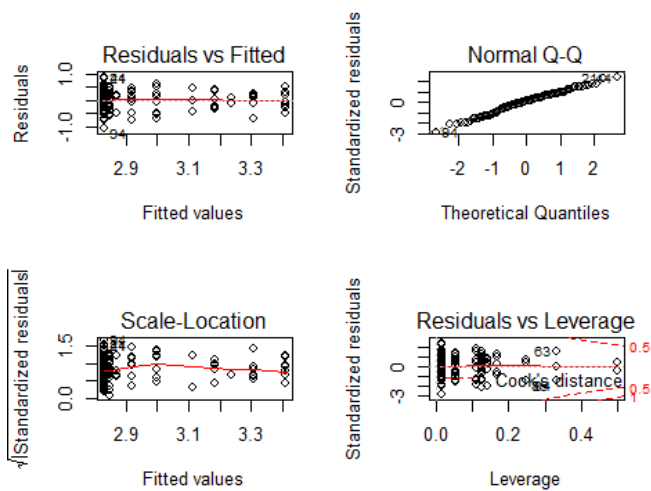 Residuals vs Fitted
Residuals
1.0
-1.0
94
2.9 3.1 3.3
Fitted values
Normal Q-Q
Standardized residuals
0
-3
94
-2 -1 0 1 2
Theoretical Quantiles
Scale-Location
√|Standardized residuals|
1.5
0.0
2.9 3.1 3.3
Fitted values
Residuals vs Leverage
Standardized residuals
0
-3
63
Cook's distance
0.5
0.5
1
0.0 0.2 0.4
Leverage